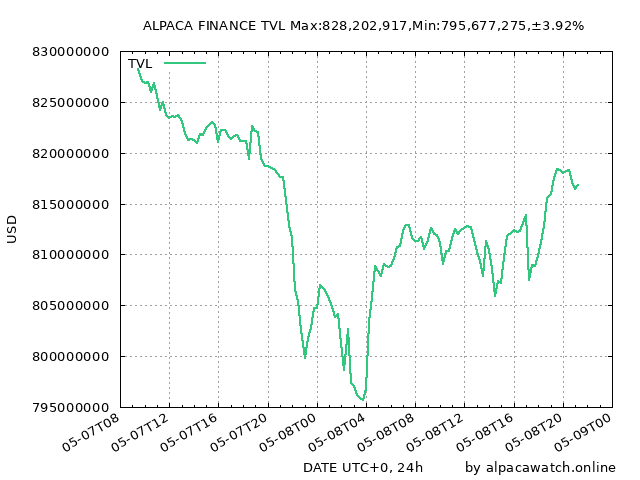 ALPACA FINANCE TVL Max:828,202,917,Min:795,677,275,±3.92%
TVL
830000000
825000000
820000000
815000000
810000000
805000000
800000000
795000000
USD
05-07T08
05-07T12
05-07T16
05-07T20
05-08T00
05-08T04
05-08T08
05-08T12
05-08T16
05-08T20
05-09T00
DATE UTC+0, 24h
by alpacawatch.online